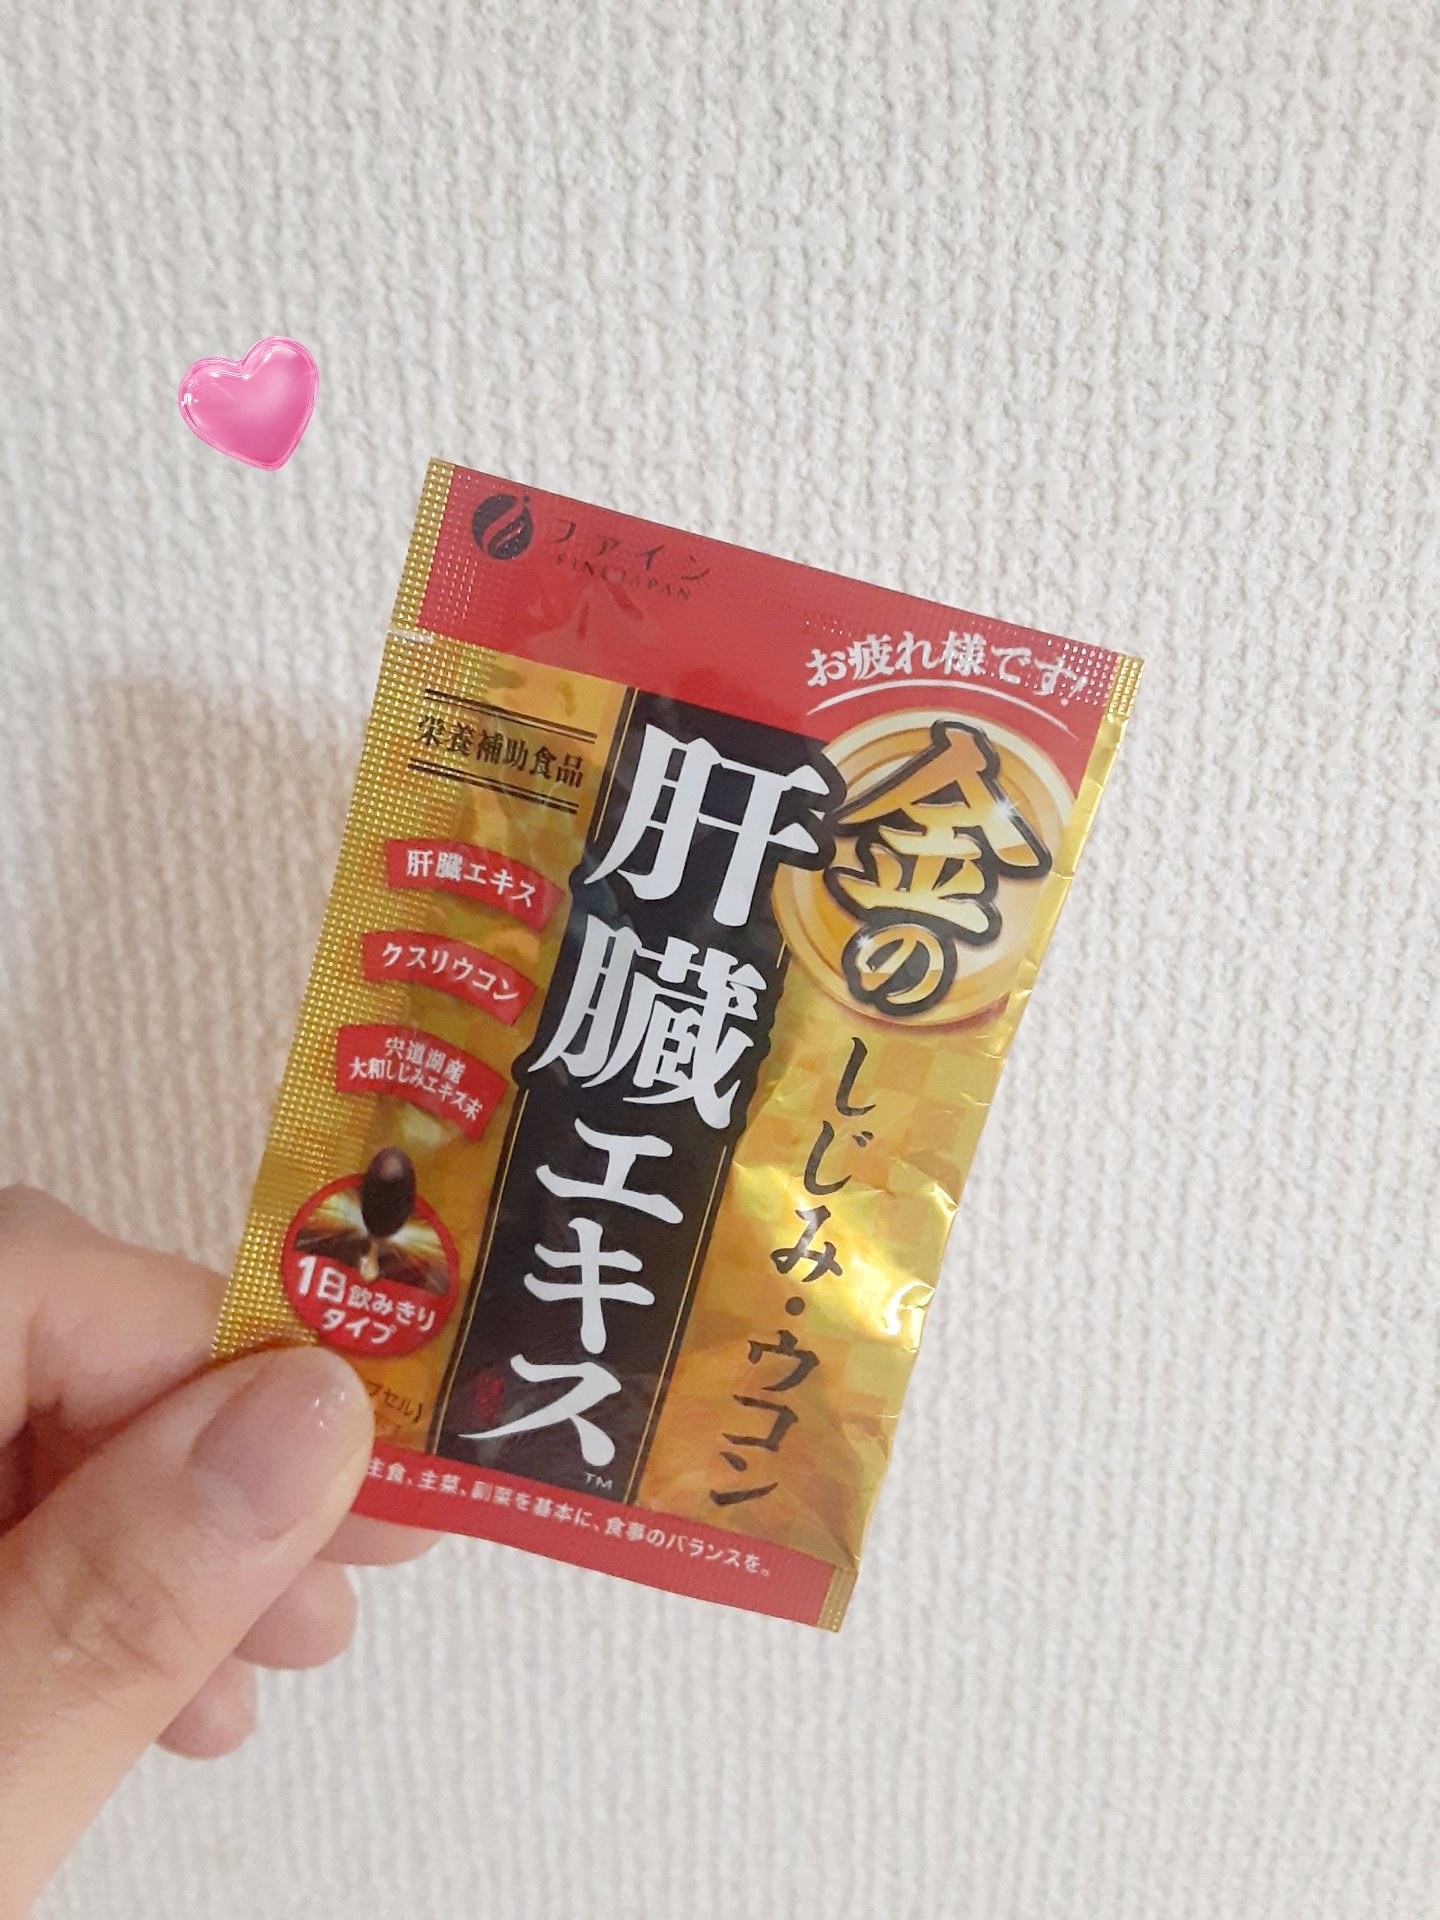 ファイン
FINE JAPAN
お疲れ様です!
栄養補助食品
金の
しじみ・ウコン
肝臓エキス
TM
肝臓エキス
クスリウコン
宍道湖産
大和しじみエキス末
1日飲みきり
タイプ
プセル》
主食、主菜、副菜を基本に、食事のバランスを。